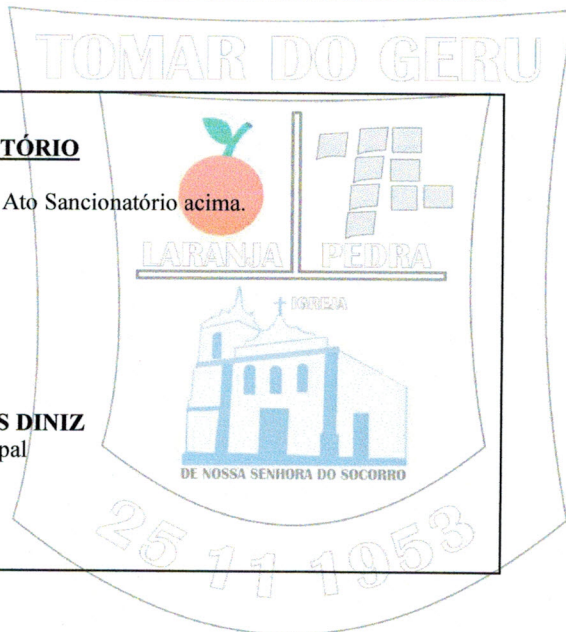 TOMAR DO GERU
TÓRIO
Ato Sancionatório acima.
LARANJA
PEDRA
IGREJA
S DINIZ
pal
DE NOSSA SENHORA DO SOCORRO
25 11 1953